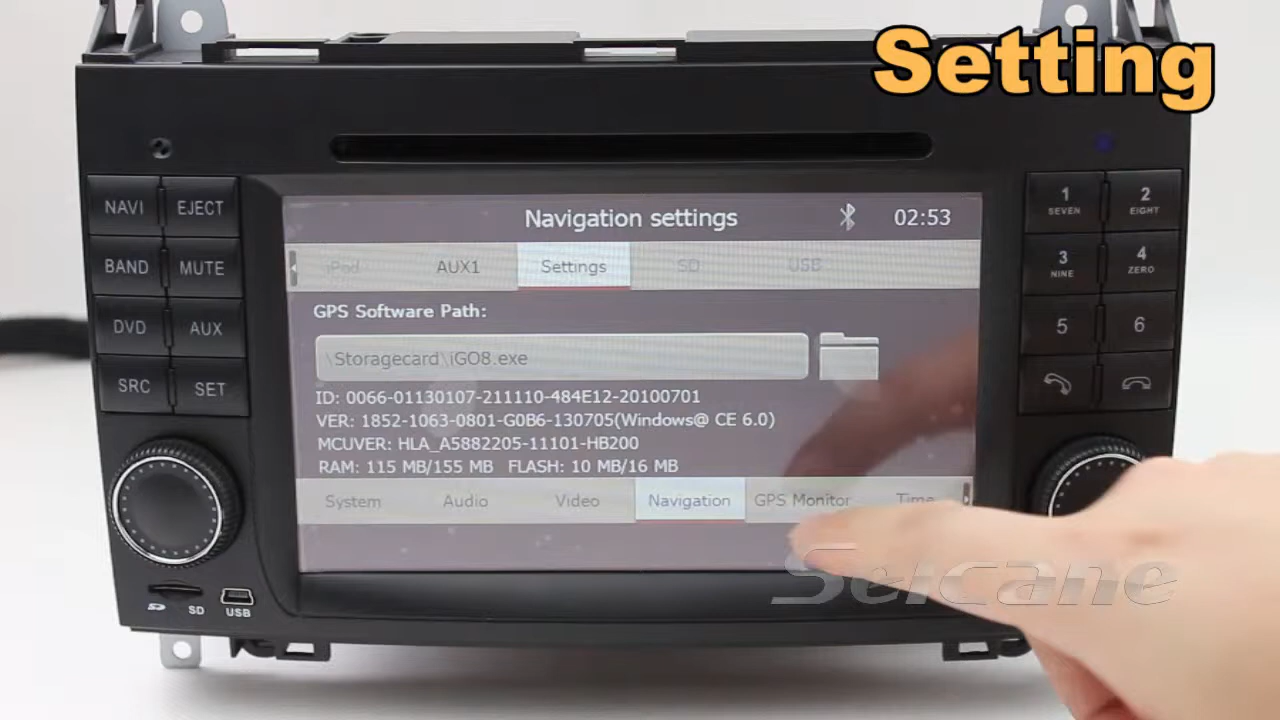 Setting
NAVI
EJECT
BAND
MUTE
DVD
AUX
SRC
SET
SD
USB
Navigation settings
02:53
iPod
AUX1
Settings
SD
USB
GPS Software Path:
\Storagecard\iGO8.exe
ID: 0066-01130107-211110-484E12-20100701
VER: 1852-1063-0801-G0B6-130705(Windows@ CE 6.0)
MCUVER: HLA_A5882205-11101-HB200
RAM: 115 MB/155 MB FLASH: 10 MB/16 MB
System
Audio
Video
Navigation
GPS Monitor
Time
1
SEVEN
2
EIGHT
3
NINE
4
ZERO
5
6
Seicane